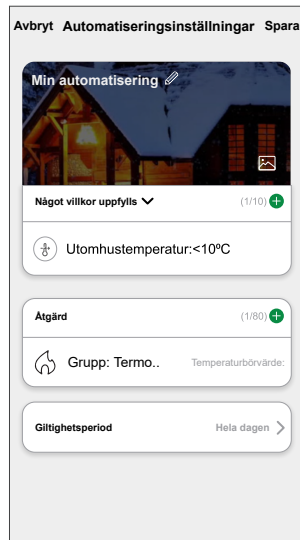 Avbryt Automatiseringsinställningar Spara
Min automatisering
Något villkor uppfylls (1/10)
Utomhustemperatur:<10ºC
Åtgärd (1/80)
Grupp: Termo.. Temperaturbörvärde:
Giltighetsperiod Hela dagen